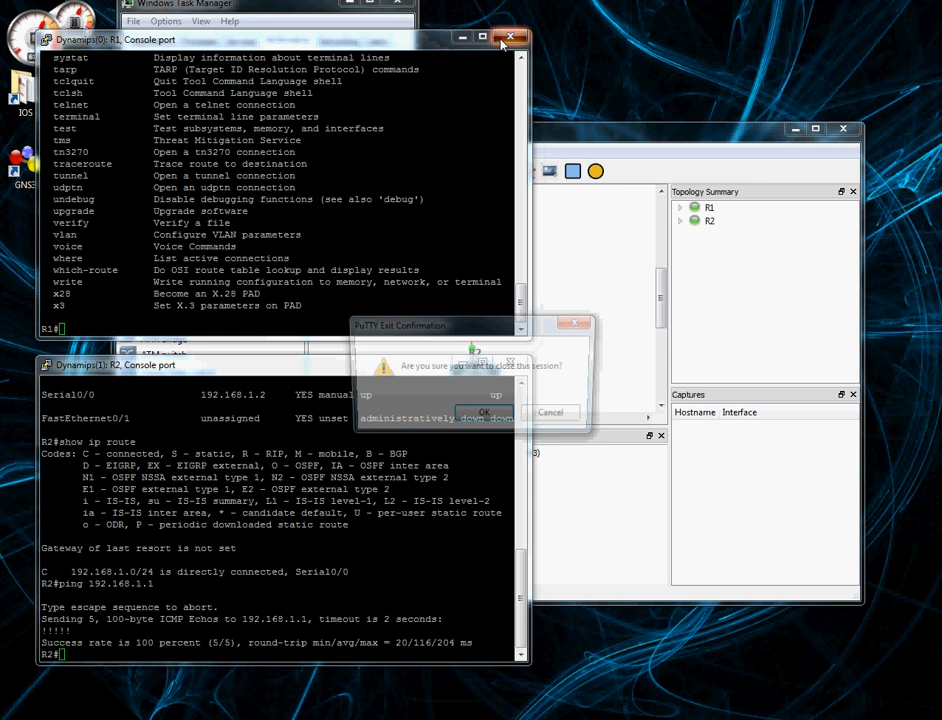 Windows Task Manager
File Options View Help
Dynamips(0): R1, Console port
systat Display information about terminal lines
tarp TARP (Target ID Resolution Protocol) commands
tclquit Quit Tool Command Language shell
tclsh Tool Command Language shell
telnet Open a telnet connection
terminal Set terminal line parameters
test Test subsystems, memory, and interfaces
tms Threat Mitigation Service
tn3270 Open a tn3270 connection
traceroute Trace route to destination
tunnel Open a tunnel connection
udptn Open an udptn connection
undebug Disable debugging functions (see also 'debug')
upgrade Upgrade software
verify Verify a file
vlan Configure VLAN parameters
voice Voice Commands
where List active connections
which-route Do OSI route table lookup and display results
write Write running configuration to memory, network, or terminal
x28 Become an X.28 PAD
x3 Set X.3 parameters on PAD
R1#
IOS
GNS3
Topology Summary
R1
R2
PuTTY Exit Confirmation
Are you sure you want to close this session?
OK Cancel
R2
ATM switch
Captures
Hostname Interface
Dynamips(1): R2, Console port
Serial0/0 192.168.1.2 YES manual up up
FastEthernet0/1 unassigned YES unset administratively down down
R2#show ip route
Codes: C - connected, S - static, R - RIP, M - mobile, B - BGP
D - EIGRP, EX - EIGRP external, O - OSPF, IA - OSPF inter area
N1 - OSPF NSSA external type 1, N2 - OSPF NSSA external type 2
E1 - OSPF external type 1, E2 - OSPF external type 2
i - IS-IS, su - IS-IS summary, L1 - IS-IS level-1, L2 - IS-IS level-2
ia - IS-IS inter area, * - candidate default, U - per-user static route
o - ODR, P - periodic downloaded static route
Gateway of last resort is not set
C 192.168.1.0/24 is directly connected, Serial0/0
R2#ping 192.168.1.1
Type escape sequence to abort.
Sending 5, 100-byte ICMP Echos to 192.168.1.1, timeout is 2 seconds:
!!!!!
Success rate is 100 percent (5/5), round-trip min/avg/max = 20/116/204 ms
R2#